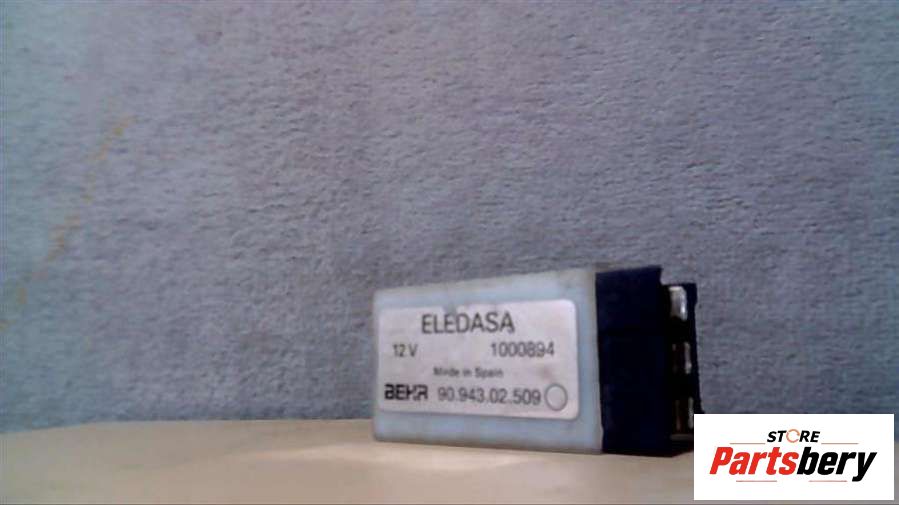 ELEDASA
12 V 1000894
Made in Spain
BEHR 90.943.02.509
STORE
Partsbery